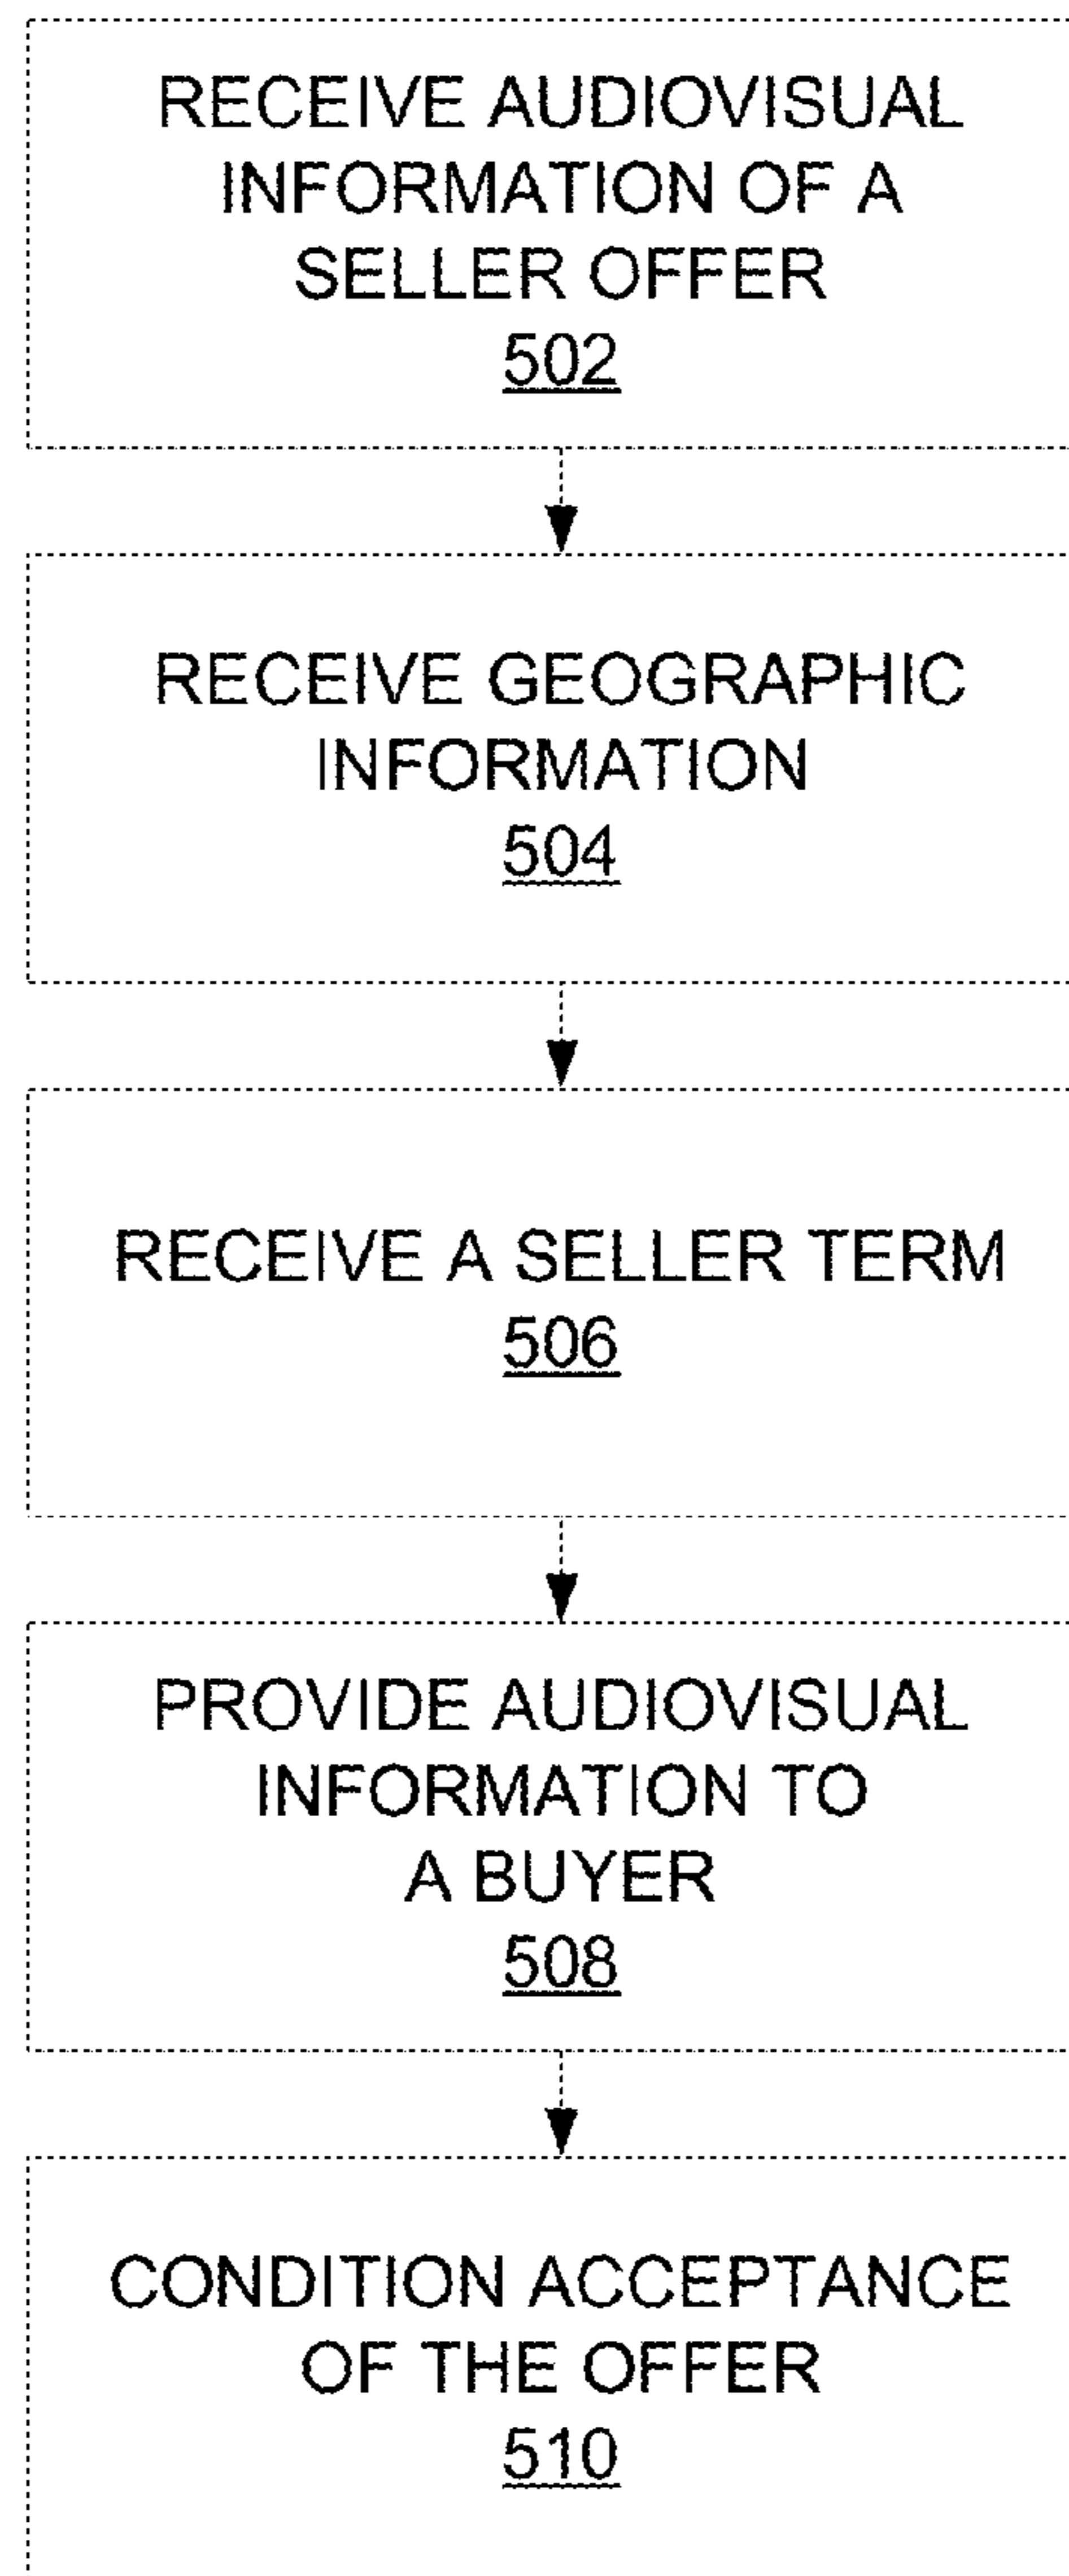 RECEIVE AUDIOVISUAL
INFORMATION OF A
SELLER OFFER
502
RECEIVE GEOGRAPHIC
INFORMATION
504
RECEIVE A SELLER TERM
506
PROVIDE AUDIOVISUAL
INFORMATION TO
A BUYER
508
CONDITION ACCEPTANCE
OF THE OFFER
510